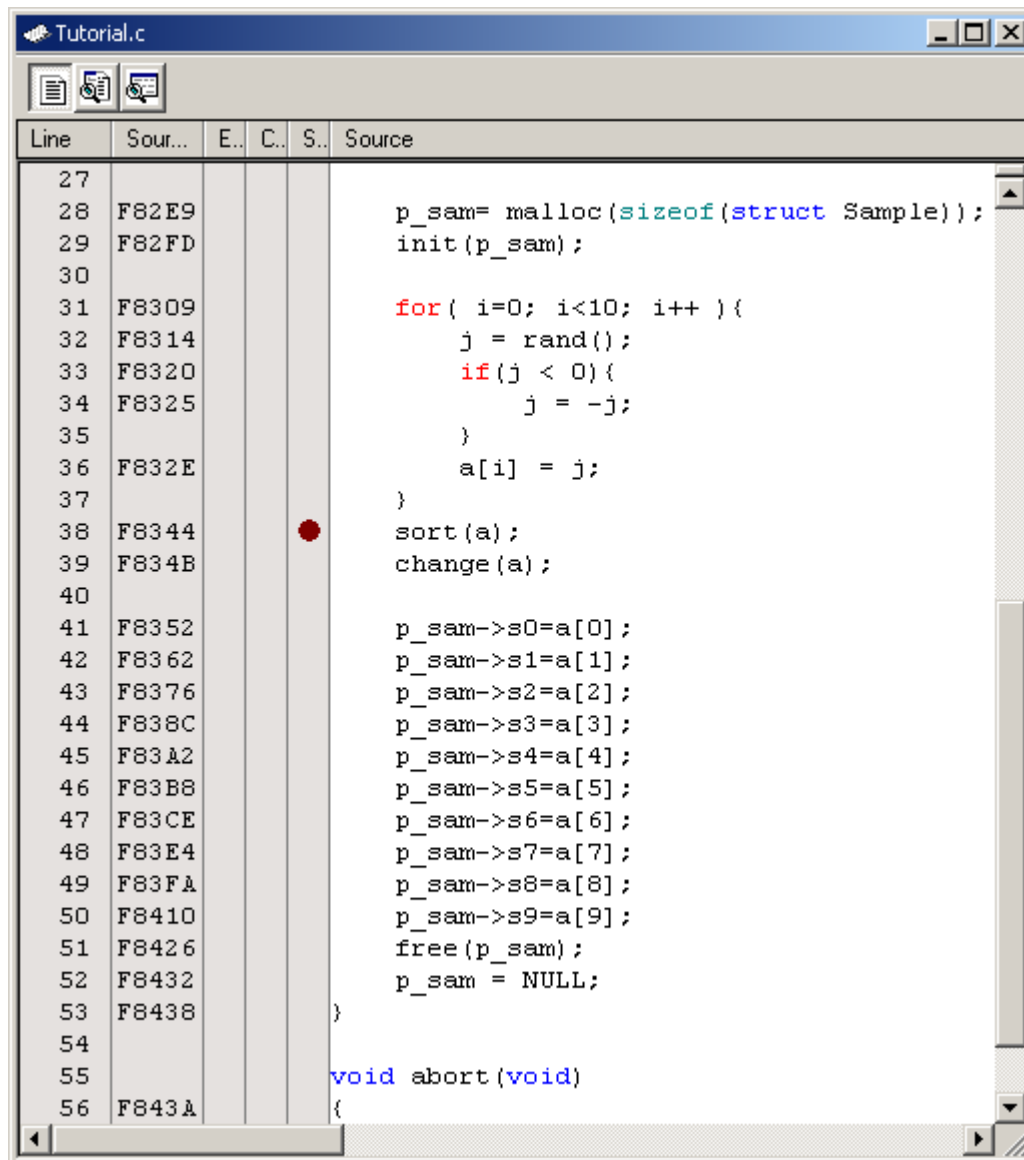 Tutorial.c
Line Sour... E.. C.. S.. Source
27
28 F82E9 p_sam= malloc(sizeof(struct Sample));
29 F82FD init(p_sam);
30
31 F8309 for( i=0; i<10; i++ ){
32 F8314 j = rand();
33 F8320 if(j < 0){
34 F8325 j = -j;
35 }
36 F832E a[i] = j;
37 }
38 F8344 sort(a);
39 F834B change(a);
40
41 F8352 p_sam->s0=a[0];
42 F8362 p_sam->s1=a[1];
43 F8376 p_sam->s2=a[2];
44 F838C p_sam->s3=a[3];
45 F83A2 p_sam->s4=a[4];
46 F83B8 p_sam->s5=a[5];
47 F83CE p_sam->s6=a[6];
48 F83E4 p_sam->s7=a[7];
49 F83FA p_sam->s8=a[8];
50 F8410 p_sam->s9=a[9];
51 F8426 free(p_sam);
52 F8432 p_sam = NULL;
53 F8438 }
54
55 void abort(void)
56 F843A {